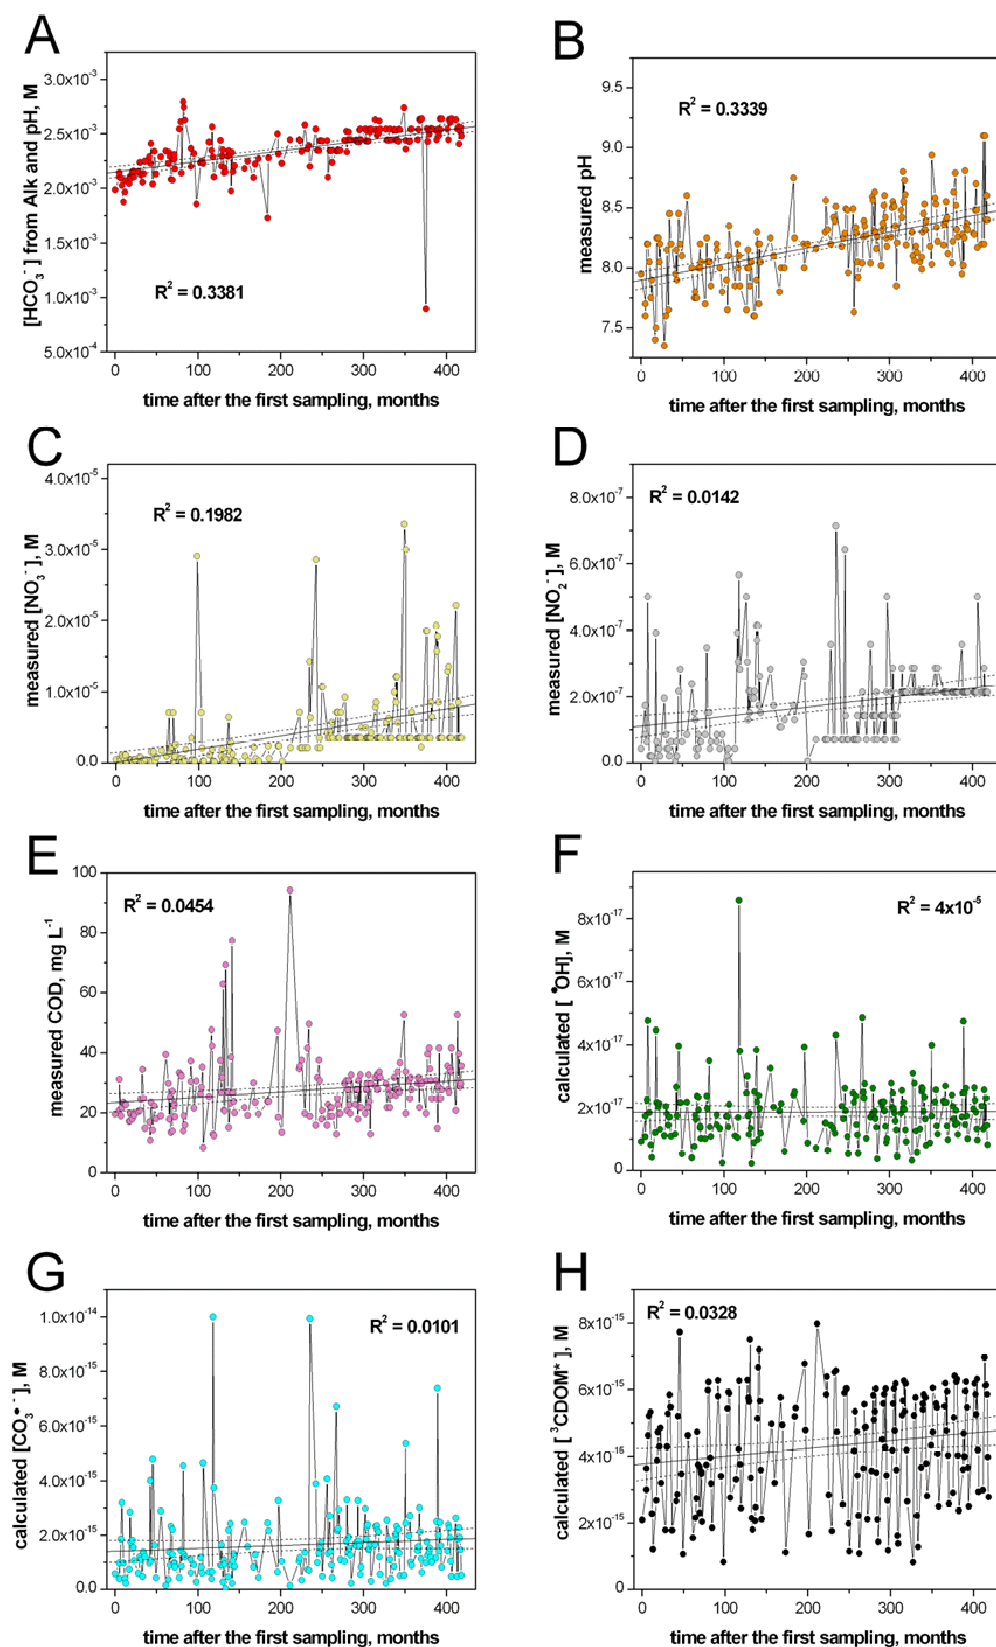 A
3.0x10⁻³
2.5x10⁻³
2.0x10⁻³
1.5x10⁻³
1.0x10⁻³
5.0x10⁻⁴
[HCO₃⁻] from Alk and pH, M
R² = 0.3381
0 100 200 300 400
time after the first sampling, months
B
9.5
9.0
8.5
8.0
7.5
measured pH
R² = 0.3339
0 100 200 300 400
time after the first sampling, months
C
4.0x10⁻⁵
3.0x10⁻⁵
2.0x10⁻⁵
1.0x10⁻⁵
0.0
measured [NO₃⁻], M
R² = 0.1982
0 100 200 300 400
time after the first sampling, months
D
8.0x10⁻⁷
6.0x10⁻⁷
4.0x10⁻⁷
2.0x10⁻⁷
0.0
measured [NO₂⁻], M
R² = 0.0142
0 100 200 300 400
time after the first sampling, months
E
100
80
60
40
20
0
measured COD, mg L⁻¹
R² = 0.0454
0 100 200 300 400
time after the first sampling, months
F
8x10⁻¹⁷
6x10⁻¹⁷
4x10⁻¹⁷
2x10⁻¹⁷
0
calculated [•OH], M
R² = 4x10⁻⁵
0 100 200 300 400
time after the first sampling, months
G
1.0x10⁻¹⁴
8.0x10⁻¹⁵
6.0x10⁻¹⁵
4.0x10⁻¹⁵
2.0x10⁻¹⁵
0.0
calculated [CO₃•⁻], M
R² = 0.0101
0 100 200 300 400
time after the first sampling, months
H
8x10⁻¹⁵
6x10⁻¹⁵
4x10⁻¹⁵
2x10⁻¹⁵
0
calculated [³CDOM*], M
R² = 0.0328
0 100 200 300 400
time after the first sampling, months